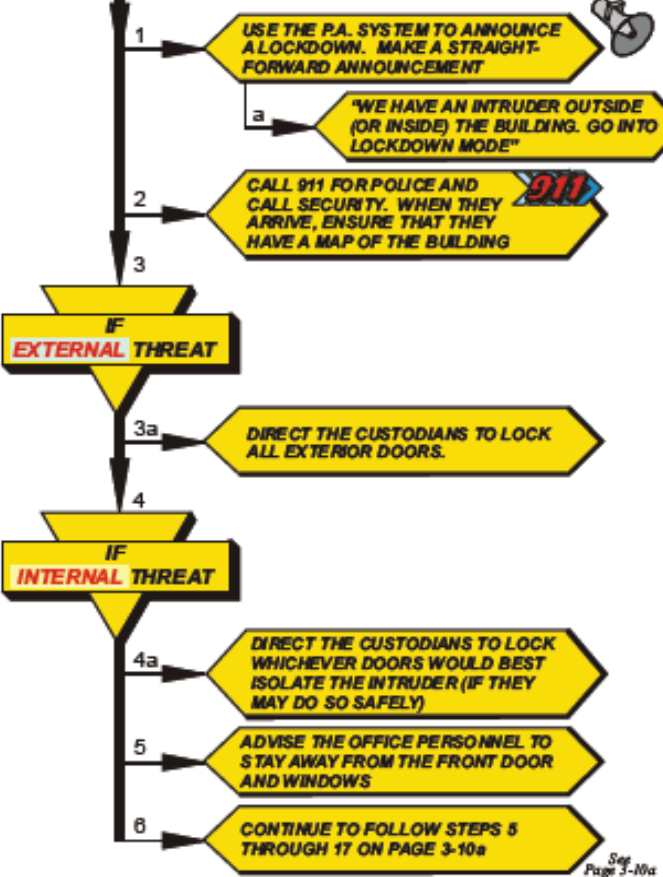 1
USE THE P.A. SYSTEM TO ANNOUNCE
A LOCKDOWN. MAKE A STRAIGHT-
FORWARD ANNOUNCEMENT
a
"WE HAVE AN INTRUDER OUTSIDE
(OR INSIDE) THE BUILDING. GO INTO
LOCKDOWN MODE"
2
CALL 911 FOR POLICE AND
CALL SECURITY. WHEN THEY
ARRIVE, ENSURE THAT THEY
HAVE A MAP OF THE BUILDING
911
3
IF
EXTERNAL THREAT
3a
DIRECT THE CUSTODIANS TO LOCK
ALL EXTERIOR DOORS.
4
IF
INTERNAL THREAT
4a
DIRECT THE CUSTODIANS TO LOCK
WHICHEVER DOORS WOULD BEST
ISOLATE THE INTRUDER (IF THEY
MAY DO SO SAFELY)
5
ADVISE THE OFFICE PERSONNEL TO
STAY AWAY FROM THE FRONT DOOR
AND WINDOWS
6
CONTINUE TO FOLLOW STEPS 5
THROUGH 17 ON PAGE 3-10a
See
Page 3-10a